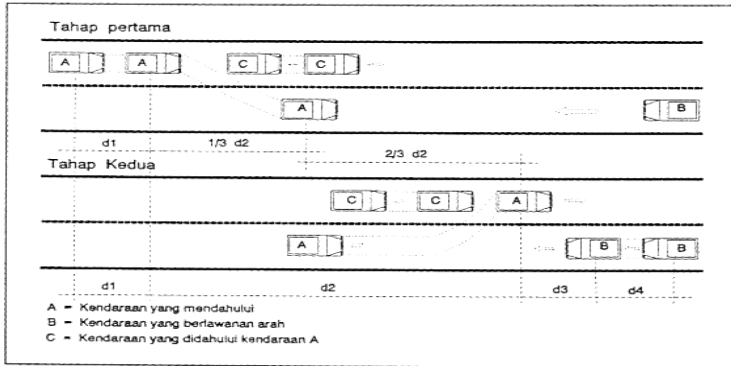 Tahap pertama
A A C C
A B
d1 1/3 d2 2/3 d2
Tahap Kedua
C C A
A B B
d1 d2 d3 d4
A = Kendaraan yang mendahului
B = Kendaraan yang berlawanan arah
C = Kendaraan yang didahului kendaraan A